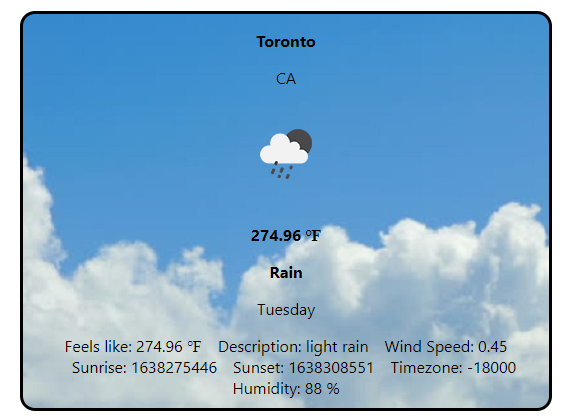 Toronto
CA
274.96 °F
Rain
Tuesday
Feels like: 274.96 °F Description: light rain Wind Speed: 0.45
Sunrise: 1638275446 Sunset: 1638308551 Timezone: -18000
Humidity: 88 %